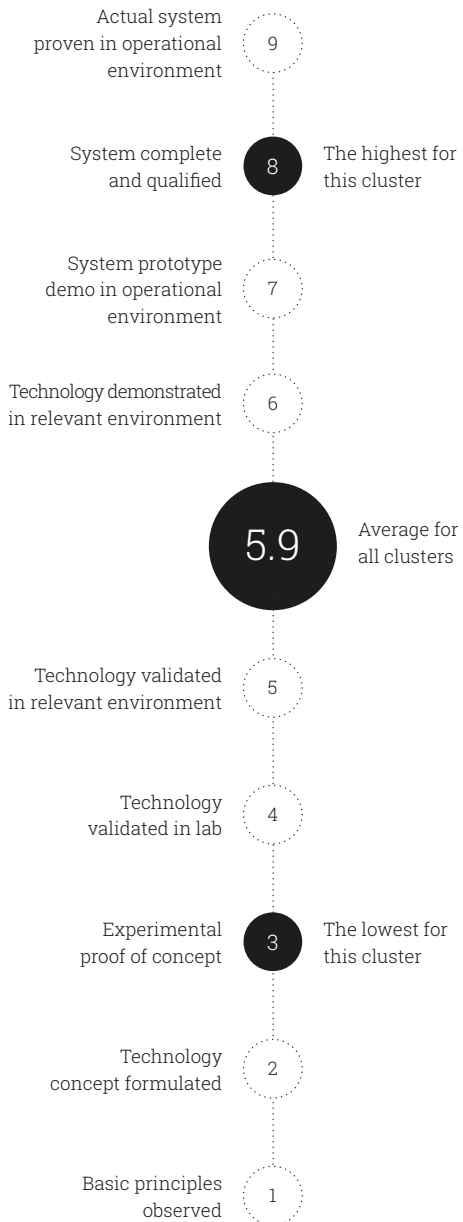 Actual system
proven in operational
environment
9
System complete
and qualified
8
The highest for
this cluster
System prototype
demo in operational
environment
7
Technology demonstrated
in relevant environment
6
5.9
Average for
all clusters
Technology validated
in relevant environment
5
Technology
validated in lab
4
Experimental
proof of concept
3
The lowest for
this cluster
Technology
concept formulated
2
Basic principles
observed
1